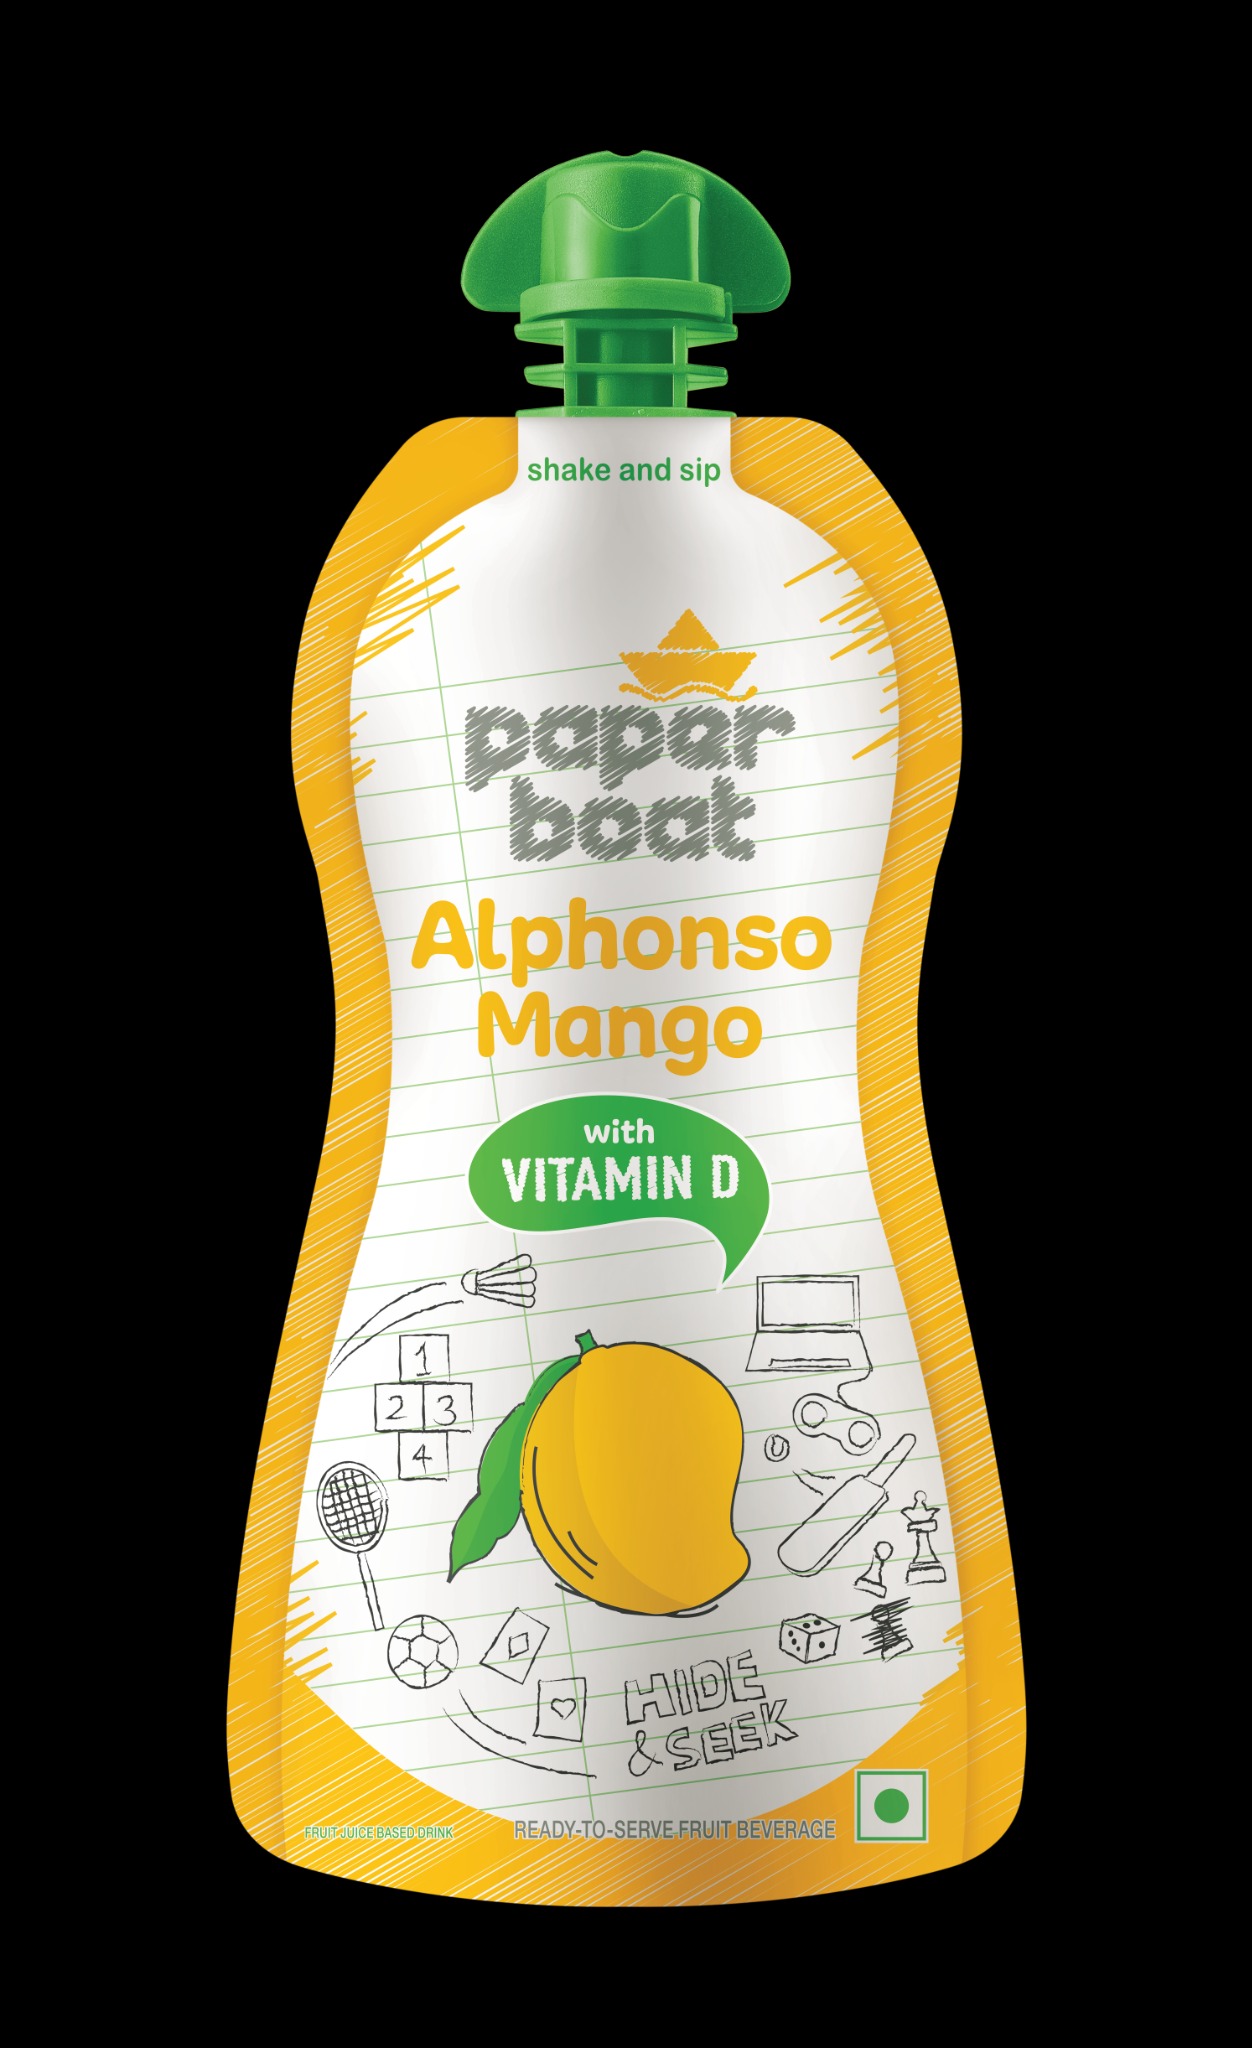 shake and sip
paper
boat
Alphonso
Mango
with
VITAMIN D
1
2 3
4
HIDE
& SEEK
FRUIT JUICE BASED DRINK
READY-TO-SERVE FRUIT BEVERAGE